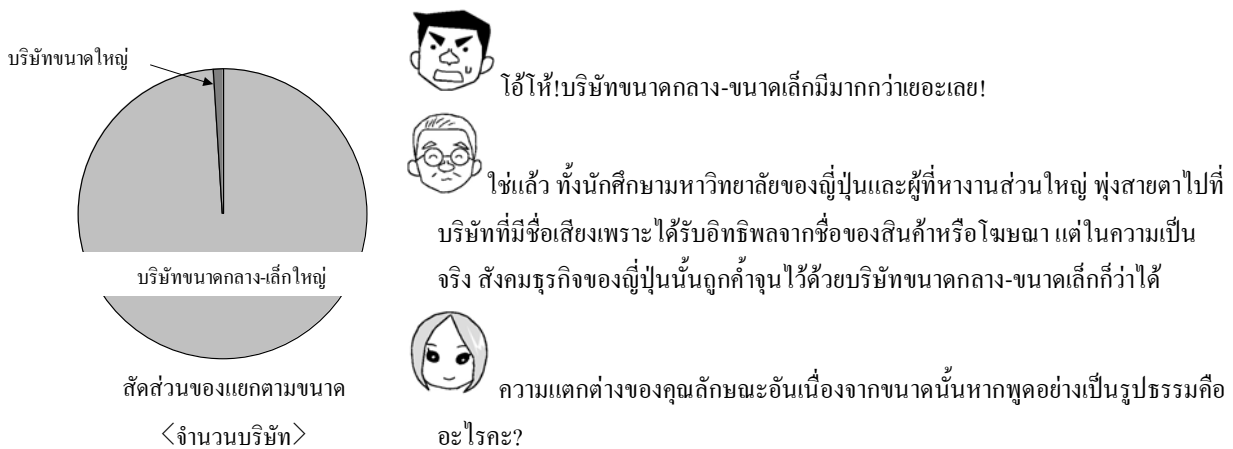 บริษัทขนาดใหญ่
บริษัทขนาดกลาง-เล็กใหญ่
สัดส่วนของแยกตามขนาด
〈จำนวนบริษัท〉
โอ้โห!บริษัทขนาดกลาง-ขนาดเล็กมีมากกว่าเยอะเลย!
ใช่แล้ว ทั้งนักศึกษามหาวิทยาลัยของญี่ปุ่นและผู้ที่หางานส่วนใหญ่ พุ่งสายตาไปที่
บริษัทที่มีชื่อเสียงเพราะได้รับอิทธิพลจากชื่อของสินค้าหรือโฆษณา แต่ในความเป็น
จริง สังคมธุรกิจของญี่ปุ่นนั้นถูกค้ำจุนไว้ด้วยบริษัทขนาดกลาง-ขนาดเล็กก็ว่าได้
ความแตกต่างของคุณลักษณะอันเนื่องจากขนาดนั้นหากพูดอย่างเป็นรูปธรรมคือ
อะไรคะ?